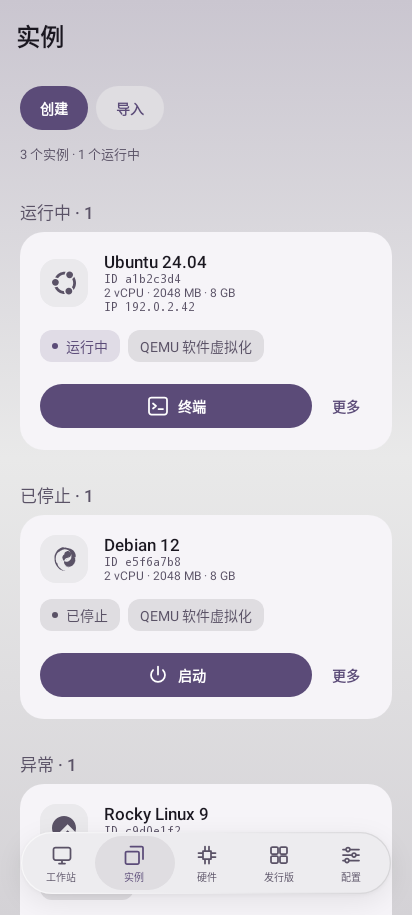 实例
创建
导入
3 个实例 · 1 个运行中
运行中 · 1
Ubuntu 24.04
ID a1b2c3d4
2 vCPU · 2048 MB · 8 GB
IP 192.0.2.42
运行中
QEMU 软件虚拟化
终端
更多
已停止 · 1
Debian 12
ID e5f6a7b8
2 vCPU · 2048 MB · 8 GB
已停止
QEMU 软件虚拟化
启动
更多
异常 · 1
Rocky Linux 9
ID c9d0e1f2
工作站
实例
硬件
发行版
配置